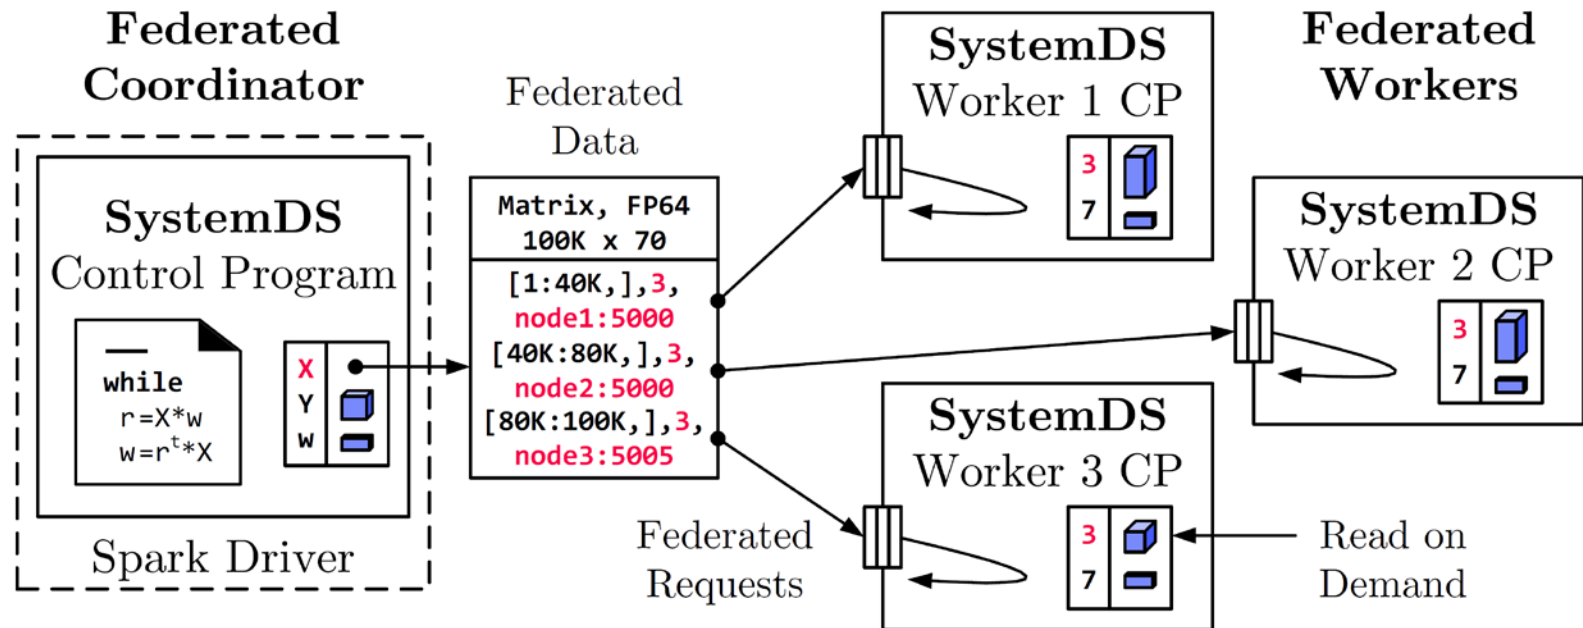 Federated
Coordinator
SystemDS
Control Program
while
r=X*w
w=rᵗ*X
X
Y
w
Spark Driver
Federated
Data
Matrix, FP64
100K x 70
[1:40K,],3,
node1:5000
[40K:80K,],3,
node2:5000
[80K:100K,],3,
node3:5005
Federated
Requests
SystemDS
Worker 1 CP
3
7
Federated
Workers
SystemDS
Worker 2 CP
3
7
SystemDS
Worker 3 CP
3
7
Read on
Demand